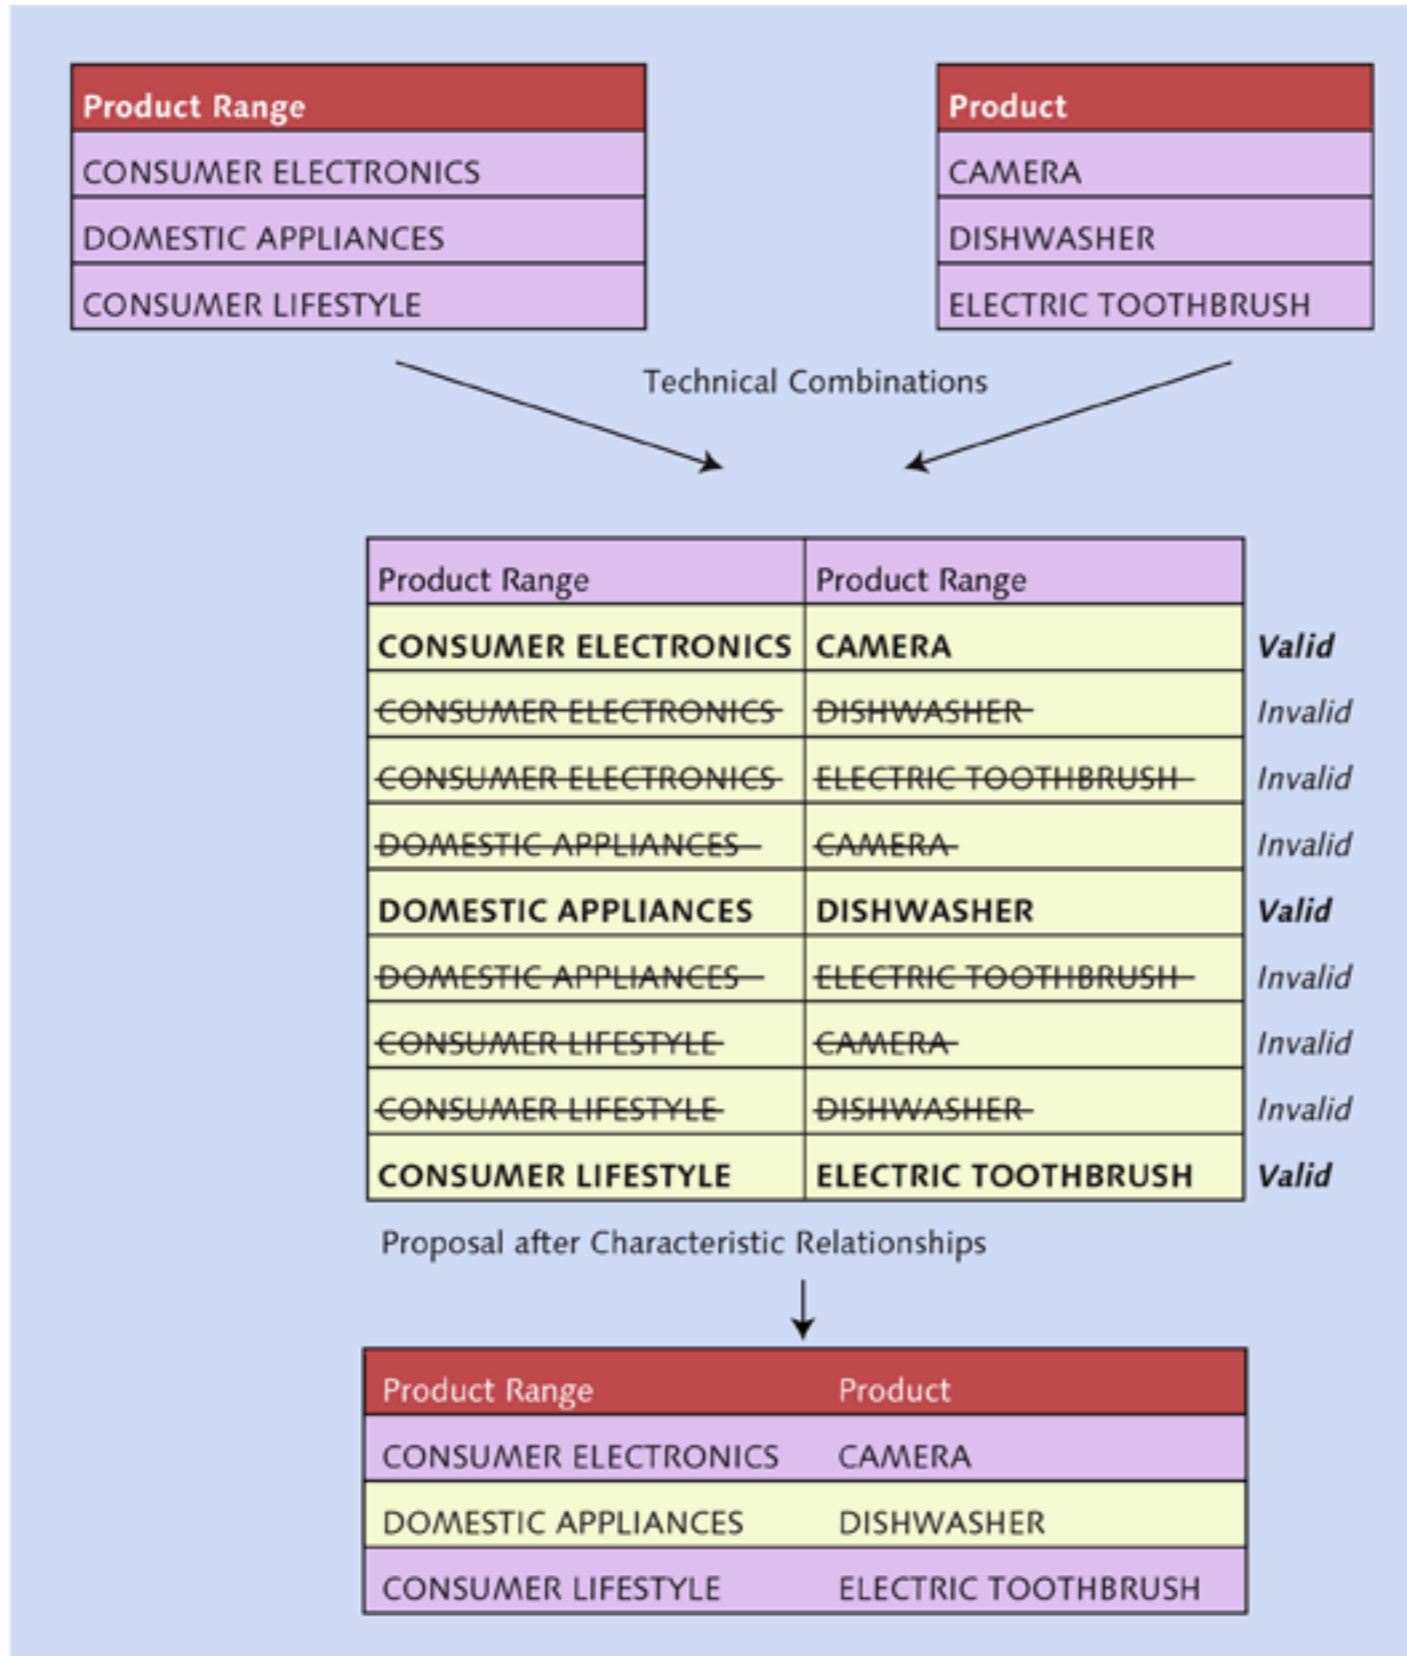 Product Range
CONSUMER ELECTRONICS
DOMESTIC APPLIANCES
CONSUMER LIFESTYLE
Product
CAMERA
DISHWASHER
ELECTRIC TOOTHBRUSH
Technical Combinations
Product Range Product Range
CONSUMER ELECTRONICS CAMERA Valid
CONSUMER ELECTRONICS DISHWASHER Invalid
CONSUMER ELECTRONICS ELECTRIC TOOTHBRUSH Invalid
DOMESTIC APPLIANCES CAMERA Invalid
DOMESTIC APPLIANCES DISHWASHER Valid
DOMESTIC APPLIANCES ELECTRIC TOOTHBRUSH Invalid
CONSUMER LIFESTYLE CAMERA Invalid
CONSUMER LIFESTYLE DISHWASHER Invalid
CONSUMER LIFESTYLE ELECTRIC TOOTHBRUSH Valid
Proposal after Characteristic Relationships
Product Range Product
CONSUMER ELECTRONICS CAMERA
DOMESTIC APPLIANCES DISHWASHER
CONSUMER LIFESTYLE ELECTRIC TOOTHBRUSH